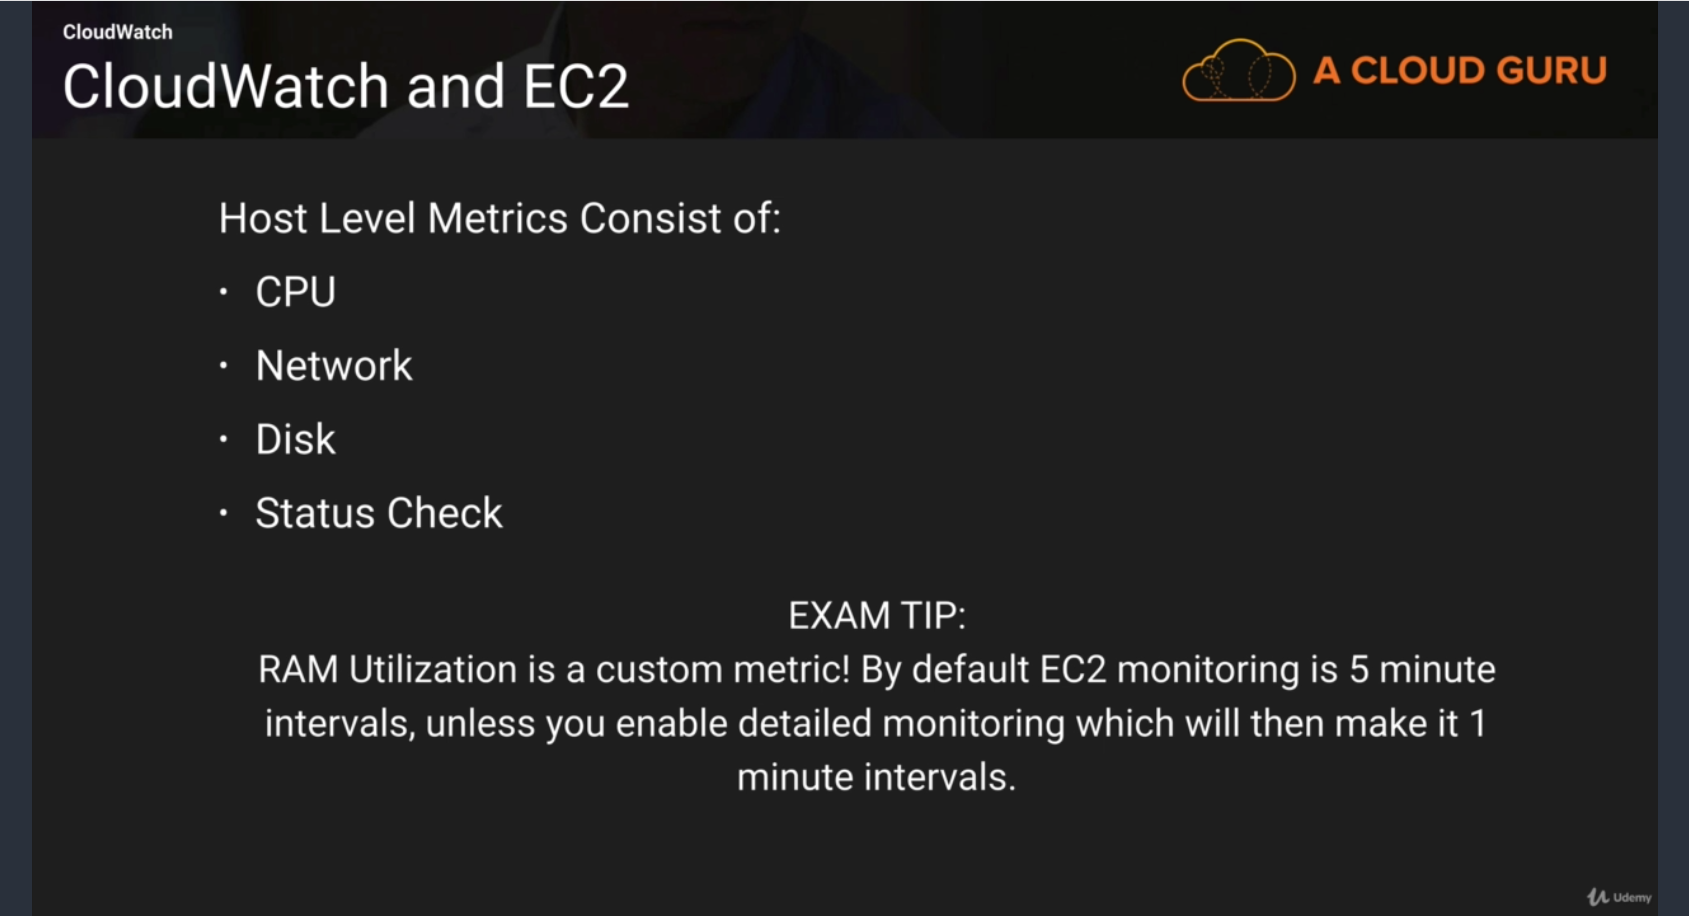 CloudWatch
CloudWatch and EC2
A CLOUD GURU
Host Level Metrics Consist of:
· CPU
· Network
· Disk
· Status Check
EXAM TIP:
RAM Utilization is a custom metric! By default EC2 monitoring is 5 minute
intervals, unless you enable detailed monitoring which will then make it 1
minute intervals.
Udemy